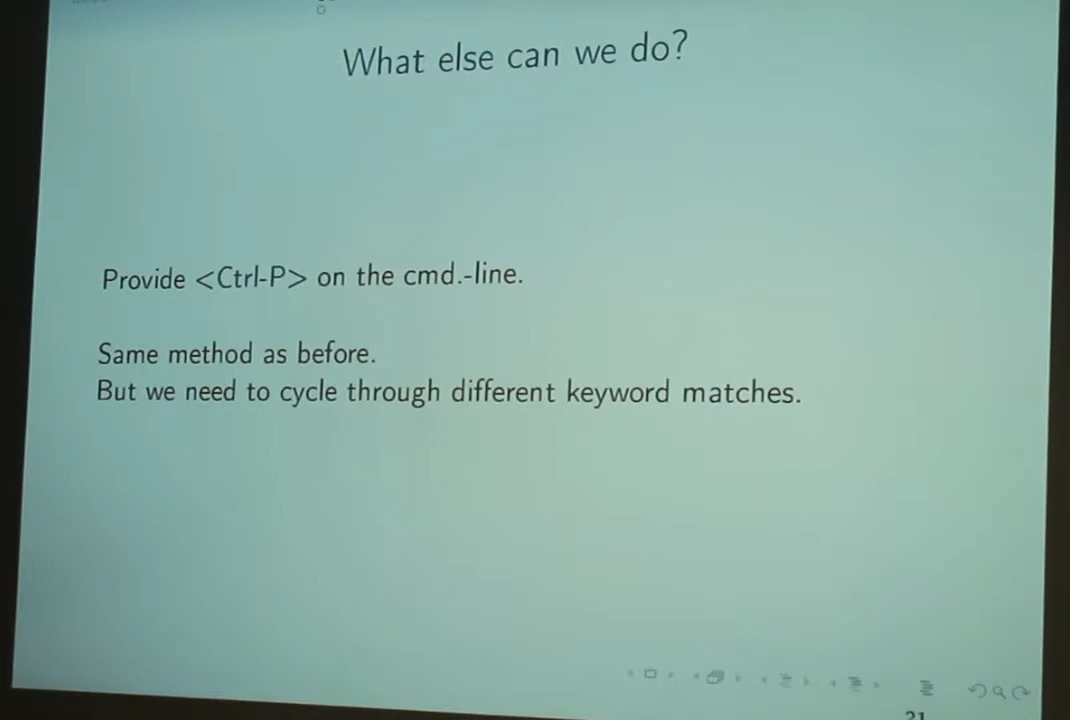 What else can we do?
Provide <Ctrl-P> on the cmd.-line.
Same method as before.
But we need to cycle through different keyword matches.
21